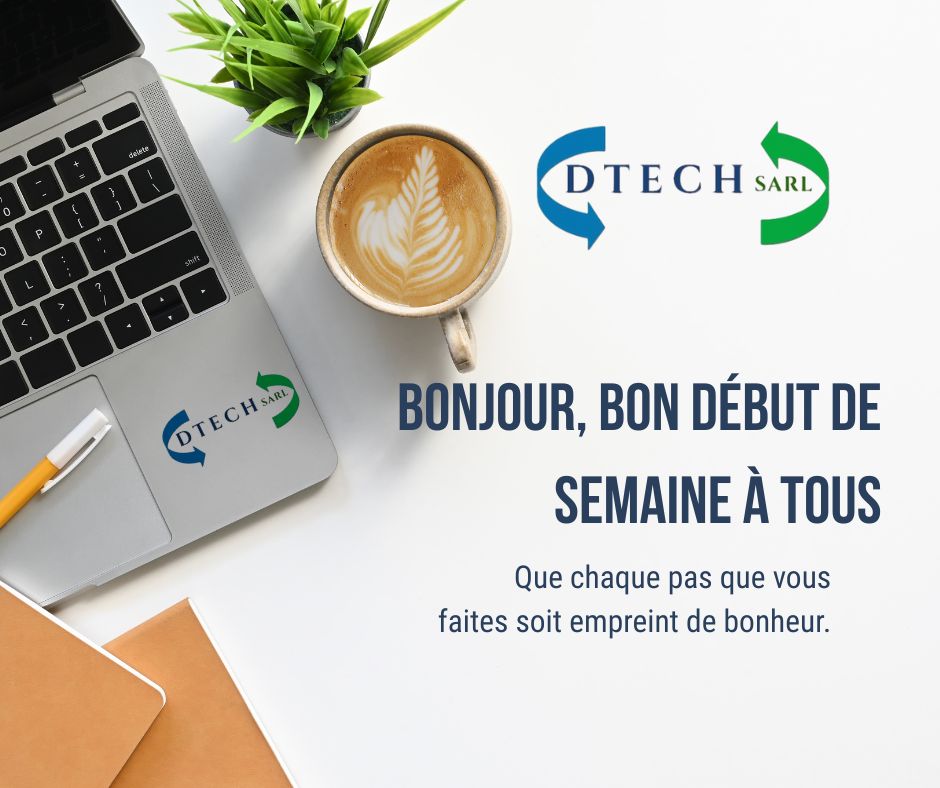 DTECH SARL
BONJOUR, BON DÉBUT DE
SEMAINE À TOUS
Que chaque pas que vous
faites soit empreint de bonheur.
DTECH SARL
delete
+ =
_ -
| \
} ]
{ [
P
O
0
" '
: ;
L
shift
? /
> .
< ,